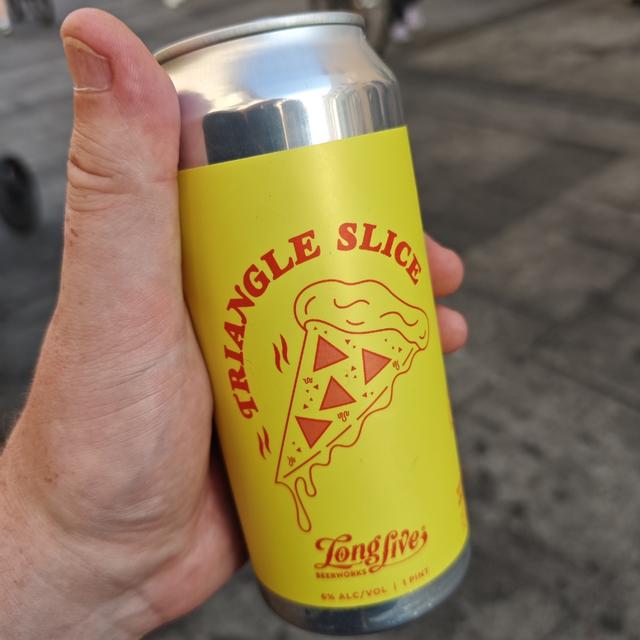 TRIANGLE SLICE
Long Live
BEERWORKS
6% ALC/VOL | 1 PINT